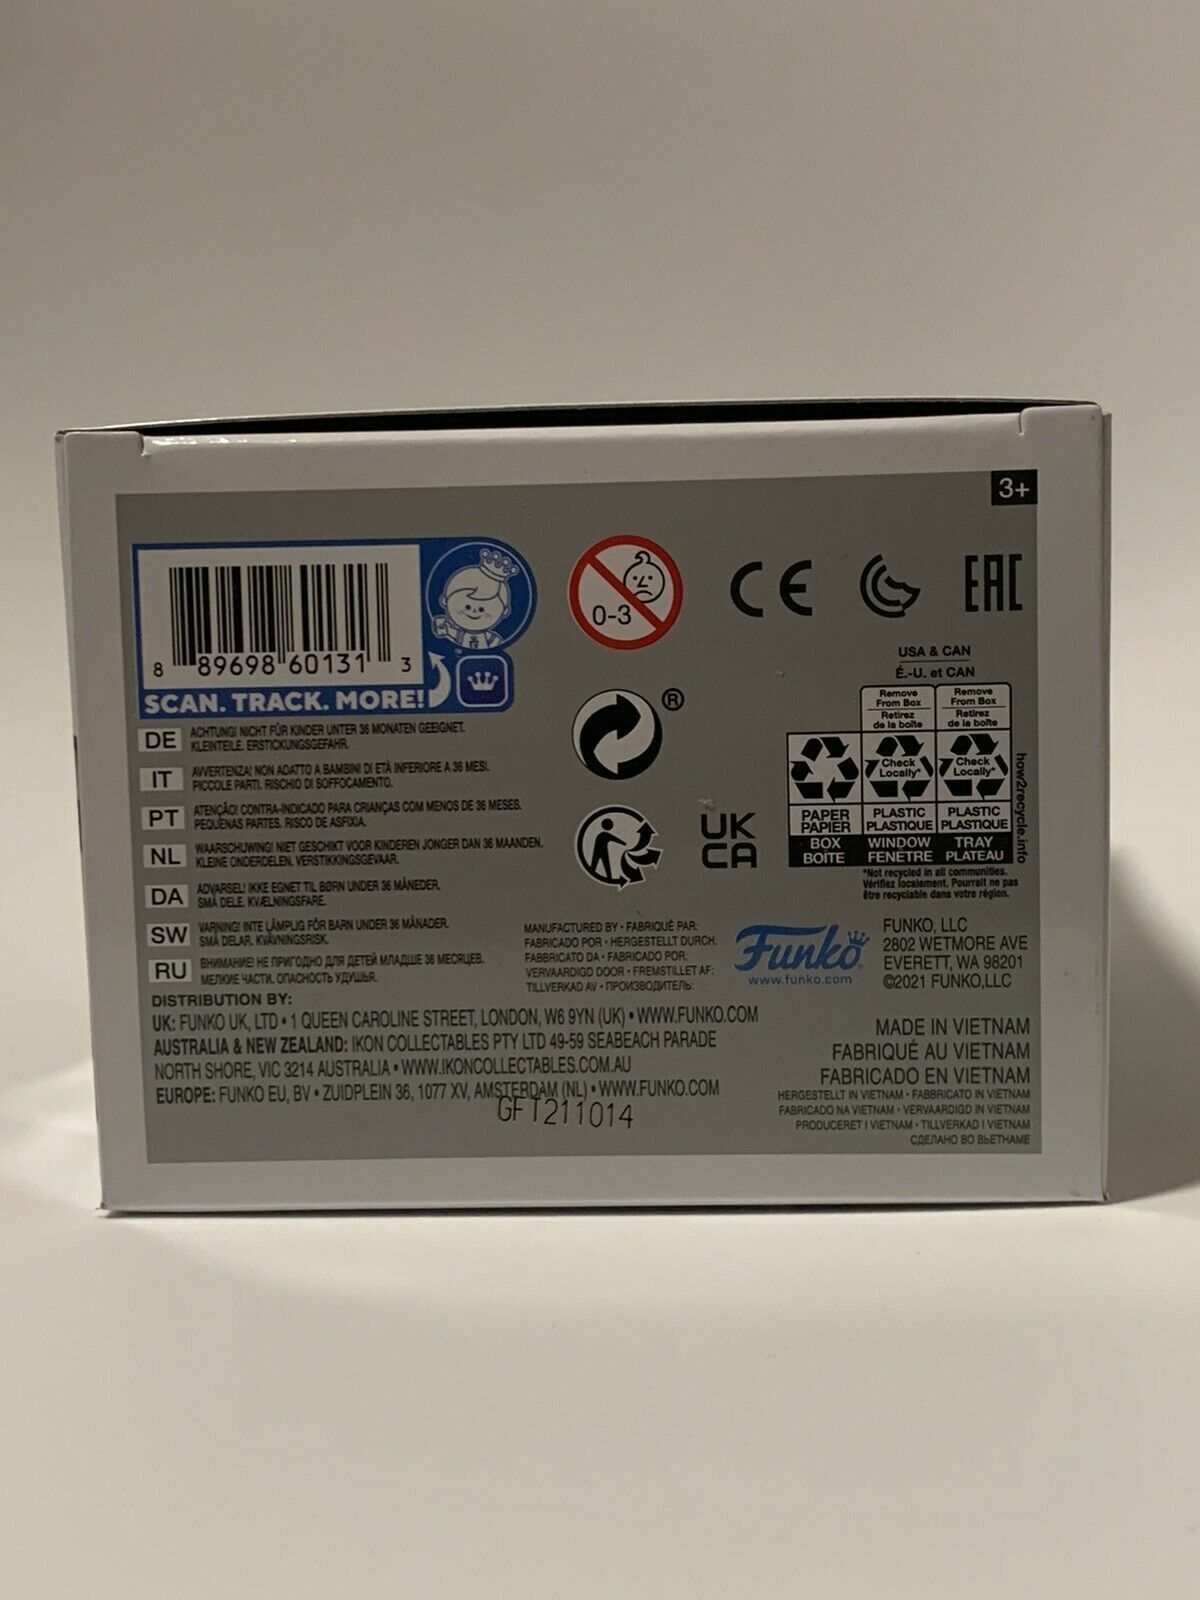 3+
8 89698 60131 3
SCAN. TRACK. MORE!
™
0-3
CE
EAC
®
UK
CA
USA & CAN
É.-U. et CAN
Remove From Box
Retirez de la boîte
Remove From Box
Retirez de la boîte
Check Locally*
Check Locally*
PAPER
PAPIER
BOX
BOÎTE
PLASTIC
PLASTIQUE
WINDOW
FENÊTRE
PLASTIC
PLASTIQUE
TRAY
PLATEAU
how2recycle.info
*Not recycled in all communities.
Vérifiez localement. Pourrait ne pas
être recyclable dans votre région.
DE ACHTUNG! NICHT FÜR KINDER UNTER 36 MONATEN GEEIGNET.
KLEINTEILE. ERSTICKUNGSGEFAHR.
IT AVVERTENZA! NON ADATTO A BAMBINI DI ETÀ INFERIORE A 36 MESI.
PICCOLE PARTI. RISCHIO DI SOFFOCAMENTO.
PT ATENÇÃO! CONTRA-INDICADO PARA CRIANÇAS COM MENOS DE 36 MESES.
PEQUENAS PARTES. RISCO DE ASFIXIA.
NL WAARSCHUWING! NIET GESCHIKT VOOR KINDEREN JONGER DAN 36 MAANDEN.
KLEINE ONDERDELEN. VERSTIKKINGSGEVAAR.
DA ADVARSEL! IKKE EGNET TIL BØRN UNDER 36 MÅNEDER.
SMÅ DELE. KVÆLNINGSFARE.
SW VARNING! INTE LÄMPLIG FÖR BARN UNDER 36 MÅNADER.
SMÅ DELAR. KVÄVNINGSRISK.
RU ВНИМАНИЕ! НЕ ПРИГОДНО ДЛЯ ДЕТЕЙ МЛАДШЕ 36 МЕСЯЦЕВ.
МЕЛКИЕ ЧАСТИ. ОПАСНОСТЬ УДУШЬЯ.
MANUFACTURED BY • FABRIQUÉ PAR:
FABRICADO POR • HERGESTELLT DURCH:
FABBRICATO DA • FABRICADO POR:
VERVAARDIGD DOOR • FREMSTILLET AF:
TILLVERKAD AV • ПРОИЗВОДИТЕЛЬ:
Funko
www.funko.com
FUNKO, LLC
2802 WETMORE AVE
EVERETT, WA 98201
©2021 FUNKO,LLC
DISTRIBUTION BY:
UK: FUNKO UK, LTD • 1 QUEEN CAROLINE STREET, LONDON, W6 9YN (UK) • WWW.FUNKO.COM
AUSTRALIA & NEW ZEALAND: IKON COLLECTABLES PTY LTD 49-59 SEABEACH PARADE
NORTH SHORE, VIC 3214 AUSTRALIA • WWW.IKONCOLLECTABLES.COM.AU
EUROPE: FUNKO EU, BV • ZUIDPLEIN 36, 1077 XV, AMSTERDAM (NL) • WWW.FUNKO.COM
GFT211014
MADE IN VIETNAM
FABRIQUÉ AU VIETNAM
FABRICADO EN VIETNAM
HERGESTELLT IN VIETNAM • FABBRICATO IN VIETNAM
FABRICADO NA VIETNAM • VERVAARDIGD IN VIETNAM
PRODUCERET I VIETNAM • TILLVERKAD I VIETNAM
СДЕЛАНО ВО ВЬЕТНАМЕ